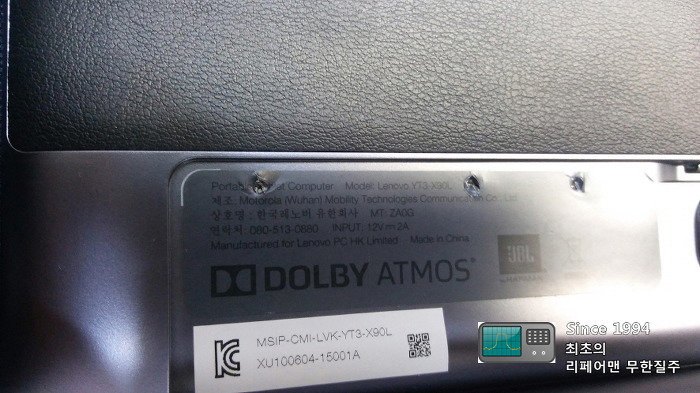 Portable Tablet Computer Model: Lenovo YT3-X90L
제조: Motorola (Wuhan) Mobility Technologies Communication Co., Ltd.
상호명 : 한국레노버 유한회사 MT: ZA0G
연락처: 080-513-0880 INPUT: 12V⎓2A
Manufactured for Lenovo PC HK Limited Made in China
JBL
DOLBY ATMOS
MSIP-CMI-LVK-YT3-X90L
XU100604-15001A
Since 1994
최초의
리페어맨 무한질주